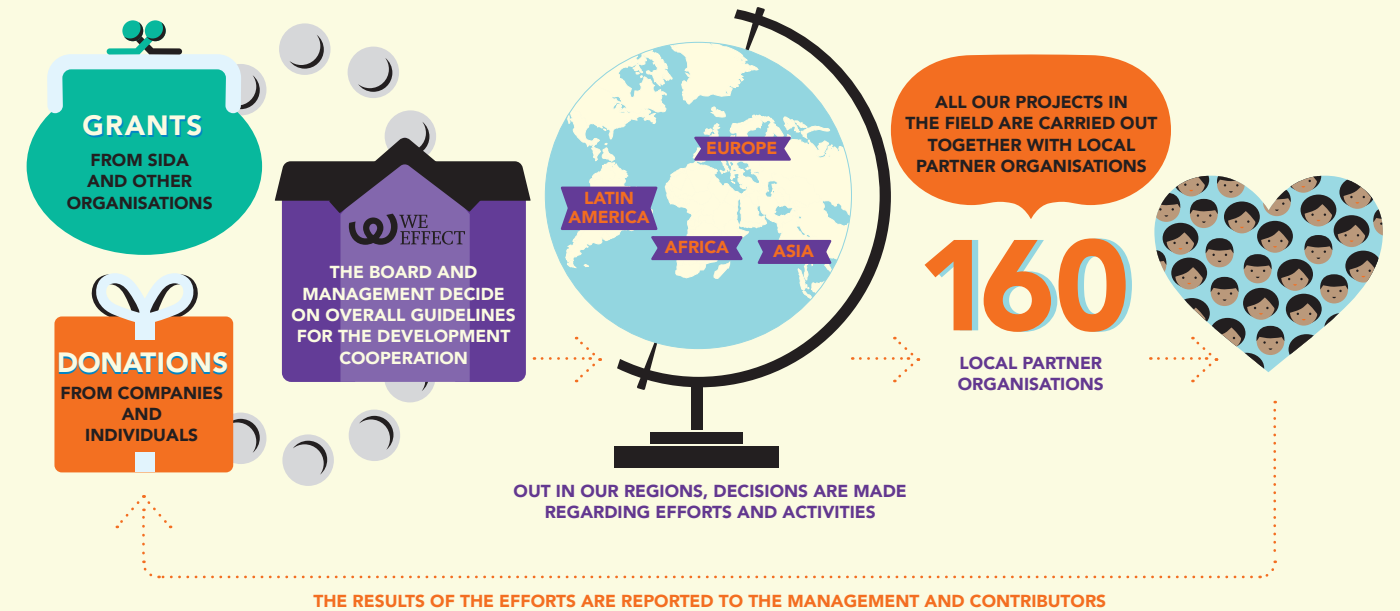 GRANTS
FROM SIDA
AND OTHER
ORGANISATIONS
DONATIONS
FROM COMPANIES
AND
INDIVIDUALS
WE
EFFECT
THE BOARD AND
MANAGEMENT DECIDE
ON OVERALL GUIDELINES
FOR THE DEVELOPMENT
COOPERATION
EUROPE
LATIN
AMERICA
AFRICA
ASIA
OUT IN OUR REGIONS, DECISIONS ARE MADE
REGARDING EFFORTS AND ACTIVITIES
ALL OUR PROJECTS IN
THE FIELD ARE CARRIED OUT
TOGETHER WITH LOCAL
PARTNER ORGANISATIONS
160
LOCAL PARTNER
ORGANISATIONS
THE RESULTS OF THE EFFORTS ARE REPORTED TO THE MANAGEMENT AND CONTRIBUTORS